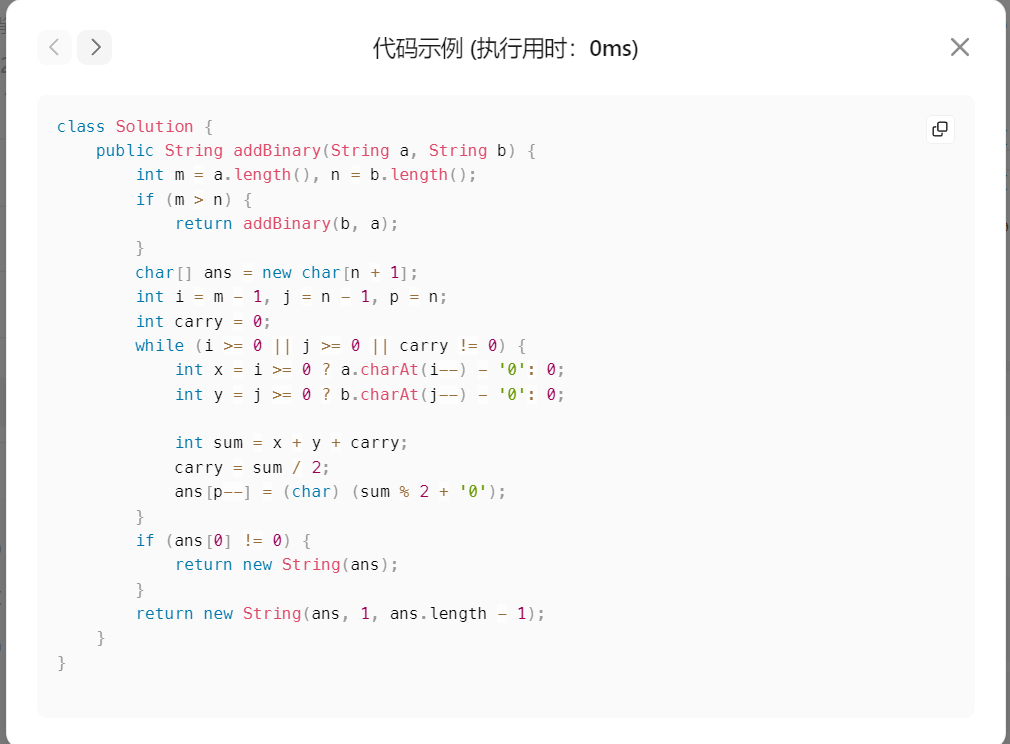 代码示例 (执行用时：0ms)
class Solution {
    public String addBinary(String a, String b) {
        int m = a.length(), n = b.length();
        if (m > n) {
            return addBinary(b, a);
        }
        char[] ans = new char[n + 1];
        int i = m - 1, j = n - 1, p = n;
        int carry = 0;
        while (i >= 0 || j >= 0 || carry != 0) {
            int x = i >= 0 ? a.charAt(i--) - '0': 0;
            int y = j >= 0 ? b.charAt(j--) - '0': 0;

            int sum = x + y + carry;
            carry = sum / 2;
            ans[p--] = (char) (sum % 2 + '0');
        }
        if (ans[0] != 0) {
            return new String(ans);
        }
        return new String(ans, 1, ans.length - 1);
    }
}